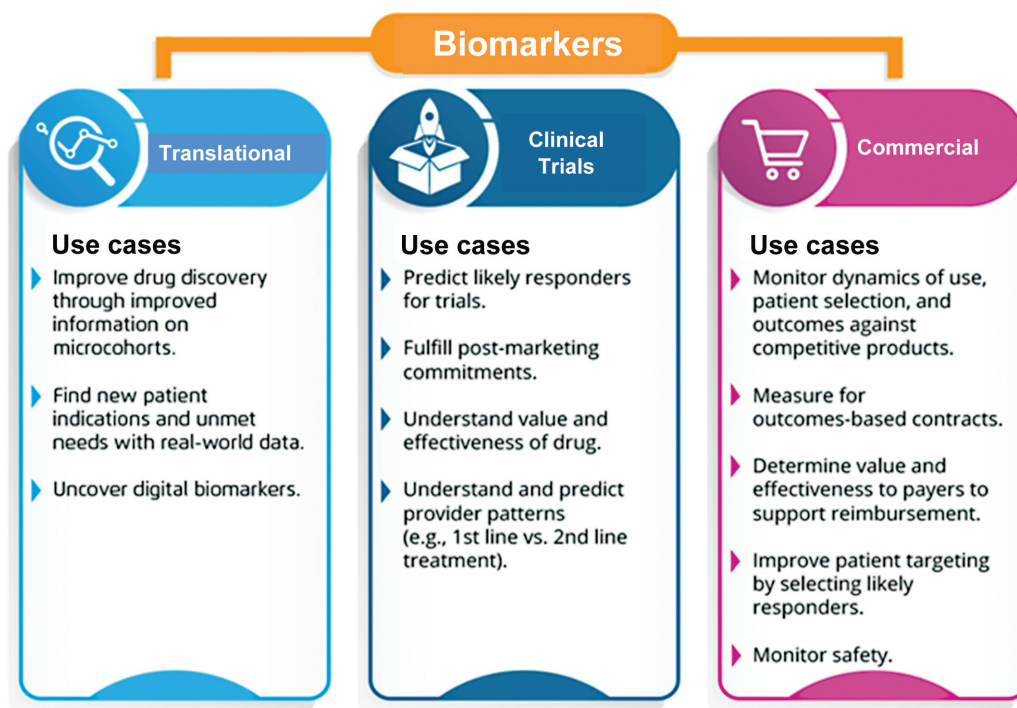 Biomarkers
Translational
Use cases
Improve drug discovery
through improved
information on
microcohorts.
Find new patient
indications and unmet
needs with real-world data.
Uncover digital biomarkers.
Clinical
Trials
Use cases
Predict likely responders
for trials.
Fulfill post-marketing
commitments.
Understand value and
effectiveness of drug.
Understand and predict
provider patterns
(e.g., 1st line vs. 2nd line
treatment).
Commercial
Use cases
Monitor dynamics of use,
patient selection, and
outcomes against
competitive products.
Measure for
outcomes-based contracts.
Determine value and
effectiveness to payers to
support reimbursement.
Improve patient targeting
by selecting likely
responders.
Monitor safety.